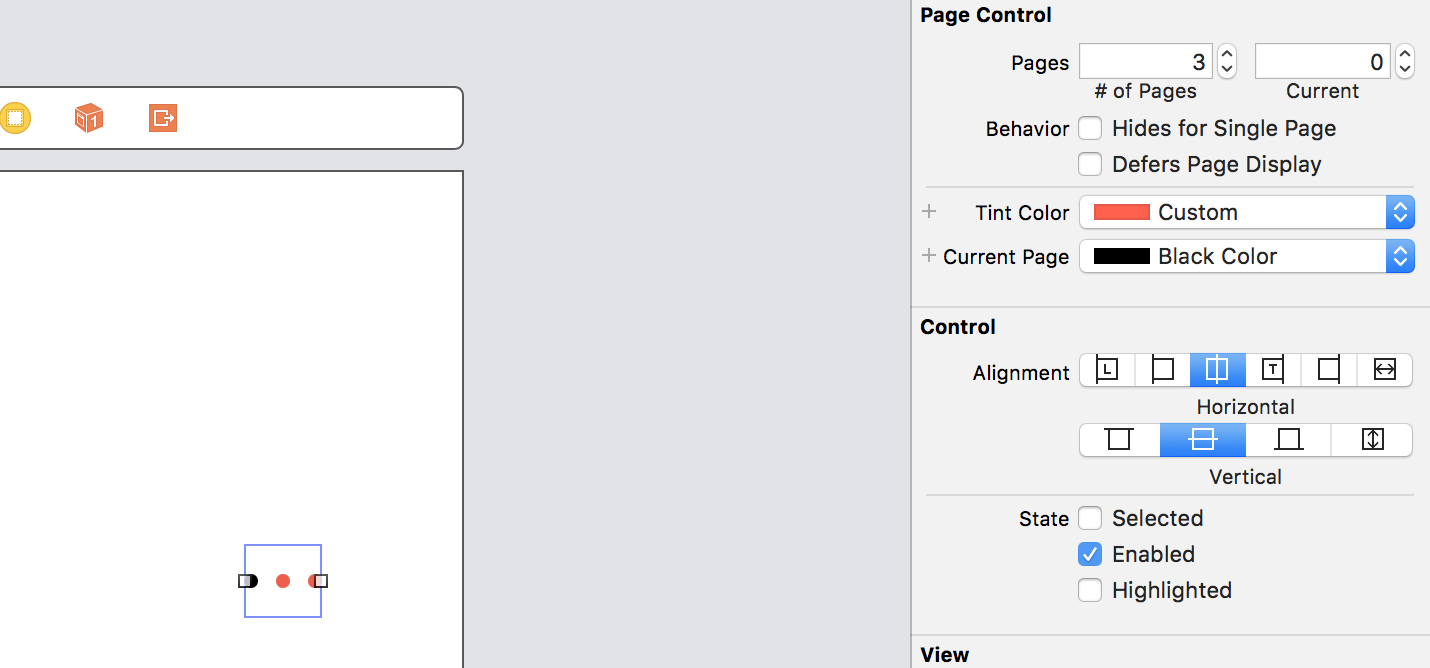 Page Control
Pages 3 0
# of Pages Current
Behavior Hides for Single Page
Defers Page Display
1
+ Tint Color Custom
+ Current Page Black Color
Control
Alignment L T
Horizontal
Vertical
State Selected
Enabled
Highlighted
View